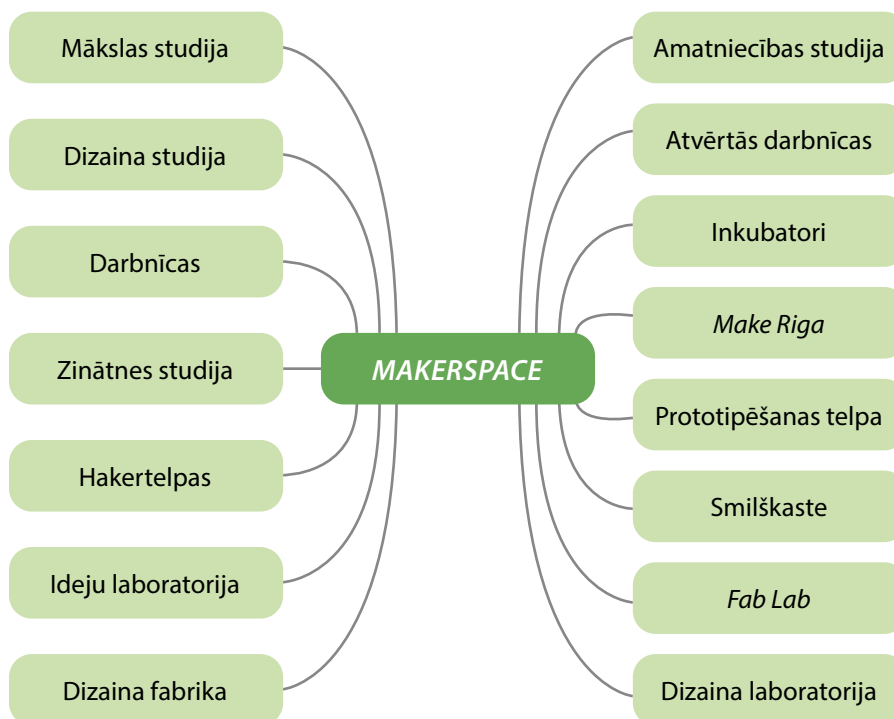 Mākslas studija
Dizaina studija
Darbnīcas
Zinātnes studija
Hakertelpas
Ideju laboratorija
Dizaina fabrika
MAKERSPACE
Amatniecības studija
Atvērtās darbnīcas
Inkubatori
Make Riga
Prototipēšanas telpa
Smilškaste
Fab Lab
Dizaina laboratorija